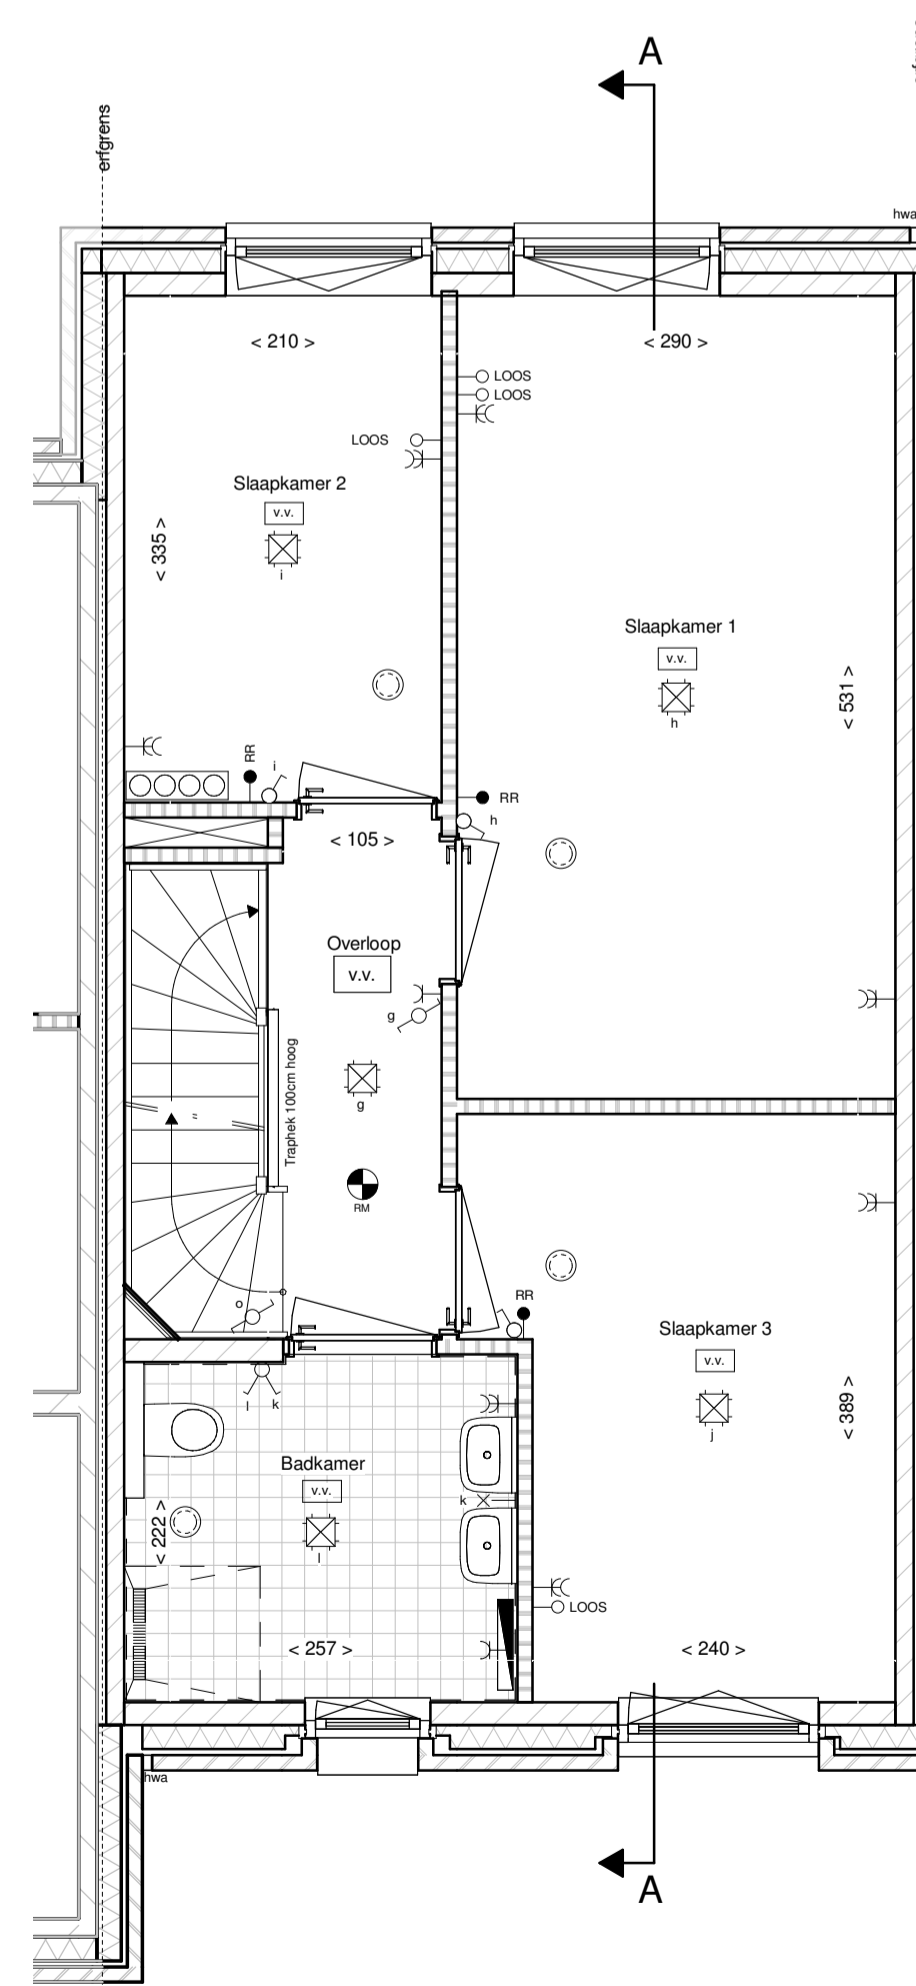 A
erfgrens
hwa
< 210 >
< 290 >
LOOS
LOOS
LOOS
Slaapkamer 2
v.v.
i
< 335 >
Slaapkamer 1
v.v.
h
< 531 >
RR
i
RR
h
< 105 >
Overloop
v.v.
g
Traphek 100cm hoog
g
RM
o
RR
Slaapkamer 3
v.v.
j
< 389 >
l
k
Badkamer
v.v.
l
k
< 222 >
LOOS
< 257 >
< 240 >
hwa
A